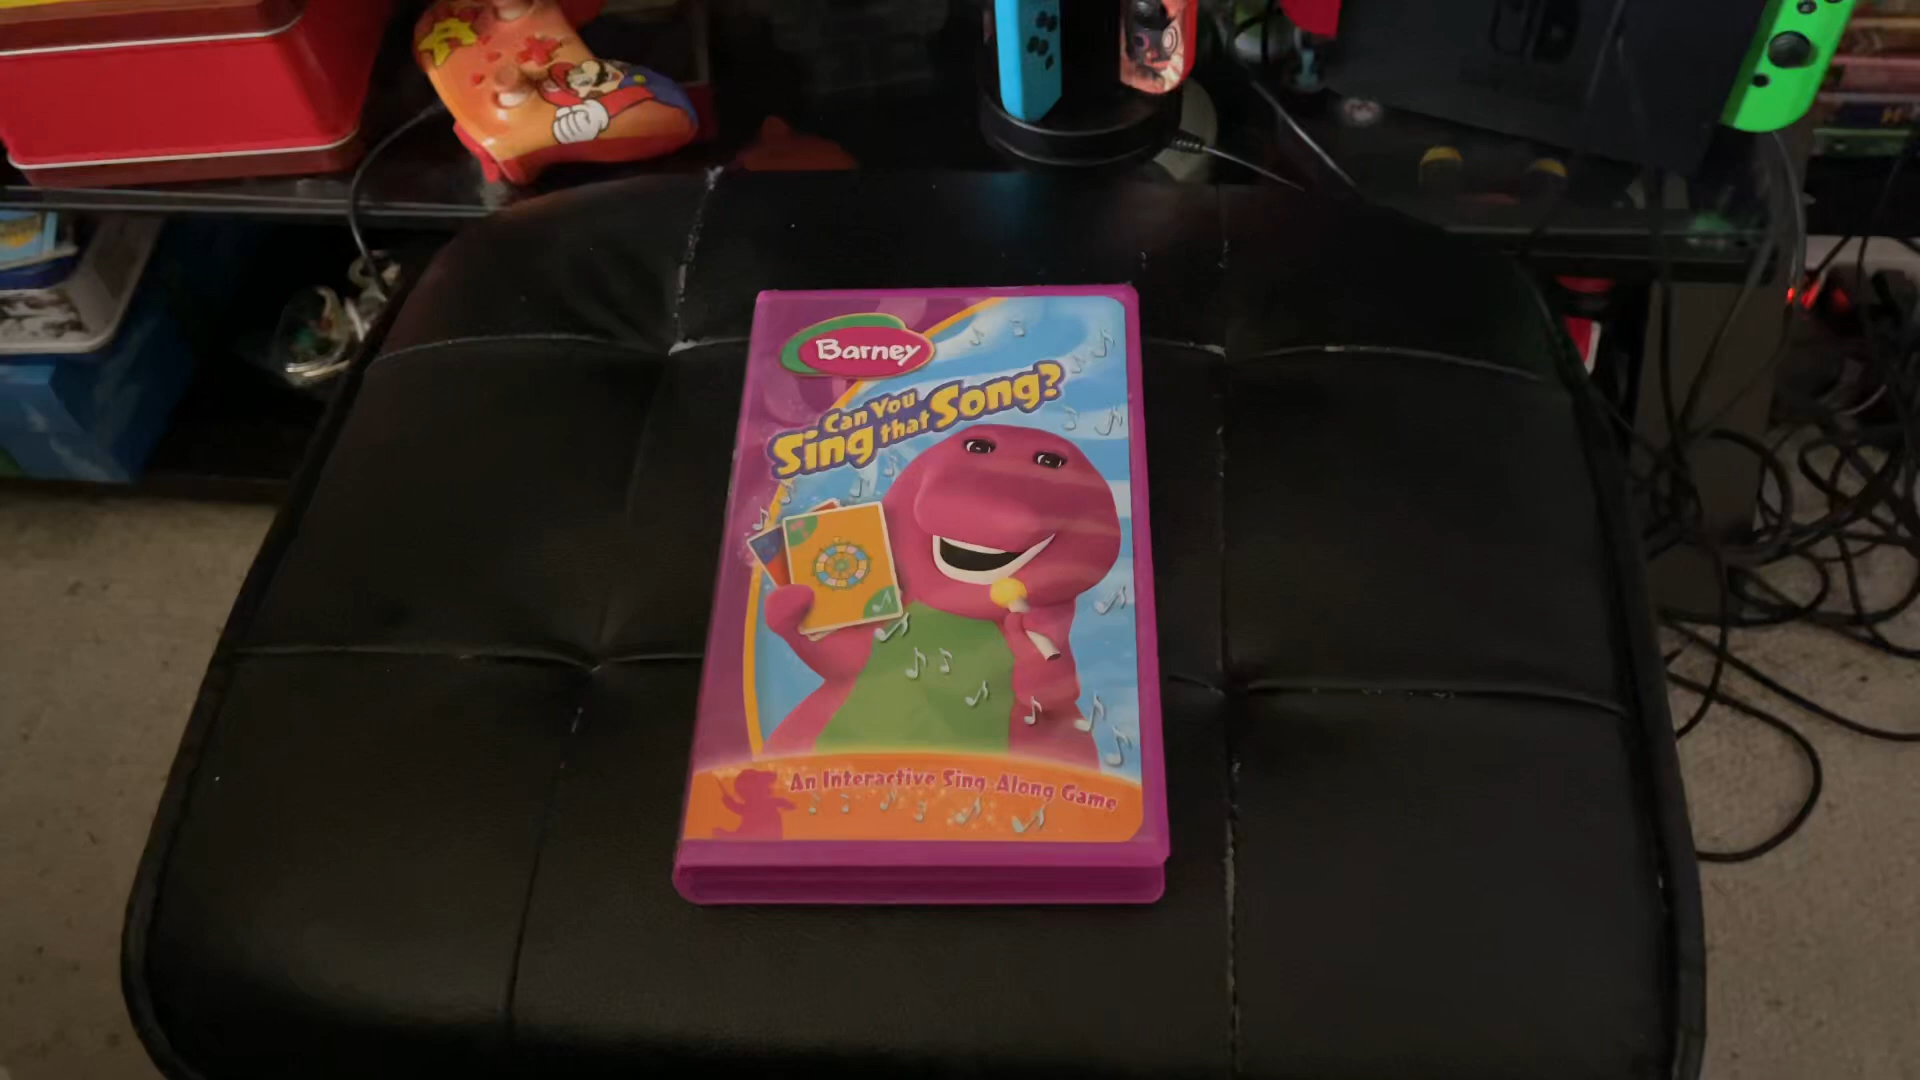 Barney
Can You
Sing that Song?
An Interactive Sing-Along Game